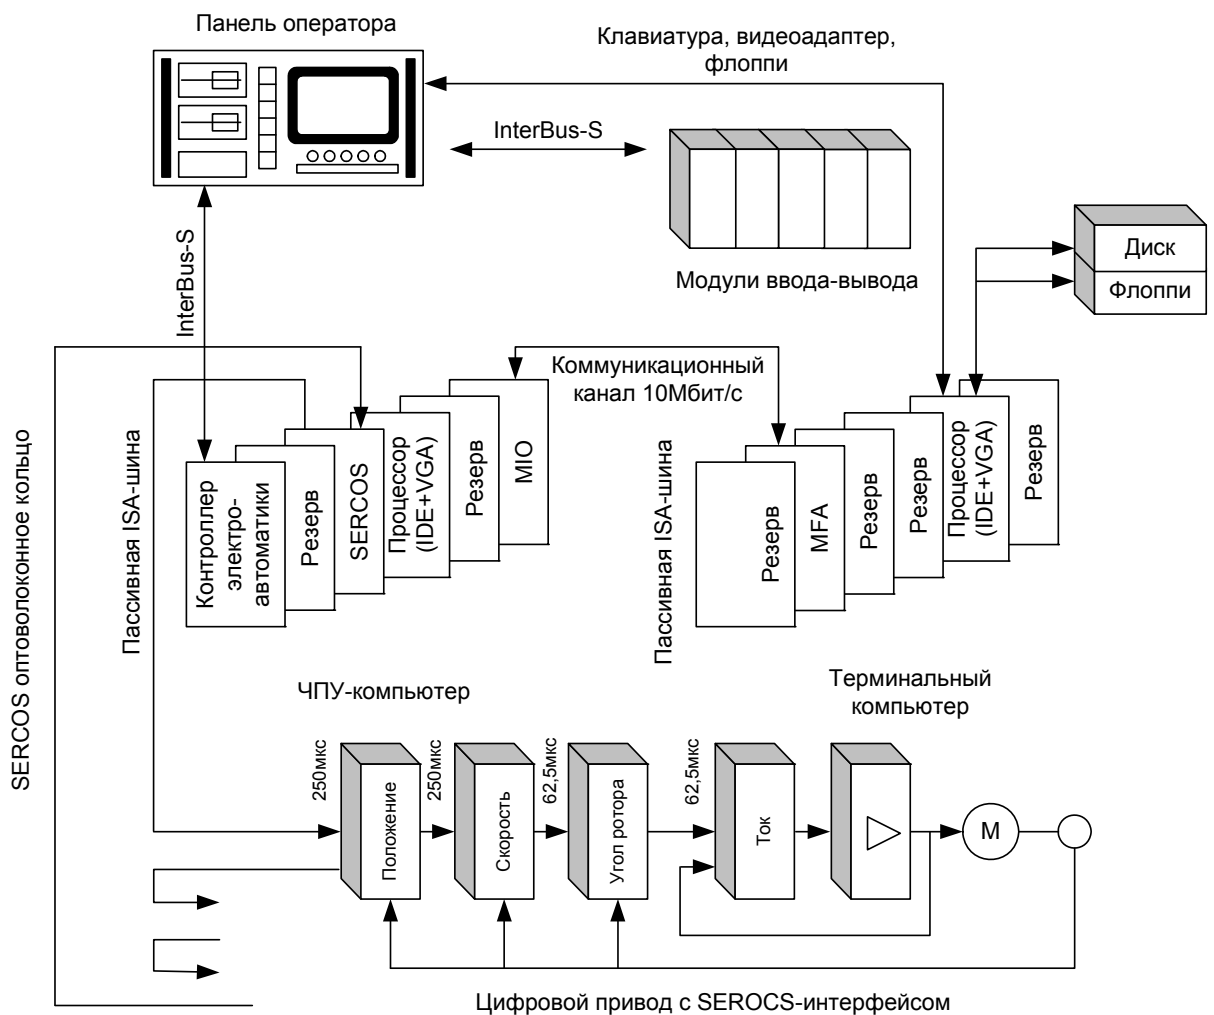 Панель оператора
Клавиатура, видеоадаптер,
флоппи
InterBus-S
InterBus-S
Модули ввода-вывода
Диск
Флоппи
SERCOS оптоволоконное кольцо
Пассивная ISA-шина
Контроллер
электро-
автоматики
Резерв
SERCOS
Процессор
(IDE+VGA)
Резерв
MIO
Коммуникационный
канал 10Мбит/с
Пассивная ISA-шина
Резерв
MFA
Резерв
Резерв
Процессор
(IDE+VGA)
Резерв
ЧПУ-компьютер
Терминальный
компьютер
250мкс
Положение
250мкс
Скорость
62,5мкс
Угол ротора
62,5мкс
Ток
М
Цифровой привод с SEROCS-интерфейсом